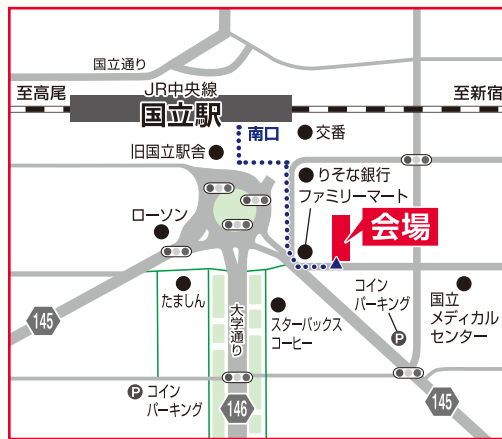 国立通り
JR中央線
至高尾
国立駅
至新宿
南口
交番
旧国立駅舎
りそな銀行
ファミリーマート
ローソン
会場
たましん
大学通り
スターバックス
コーヒー
コイン
パーキング
P
国立
メディカル
センター
145
P コイン
パーキング
146
145